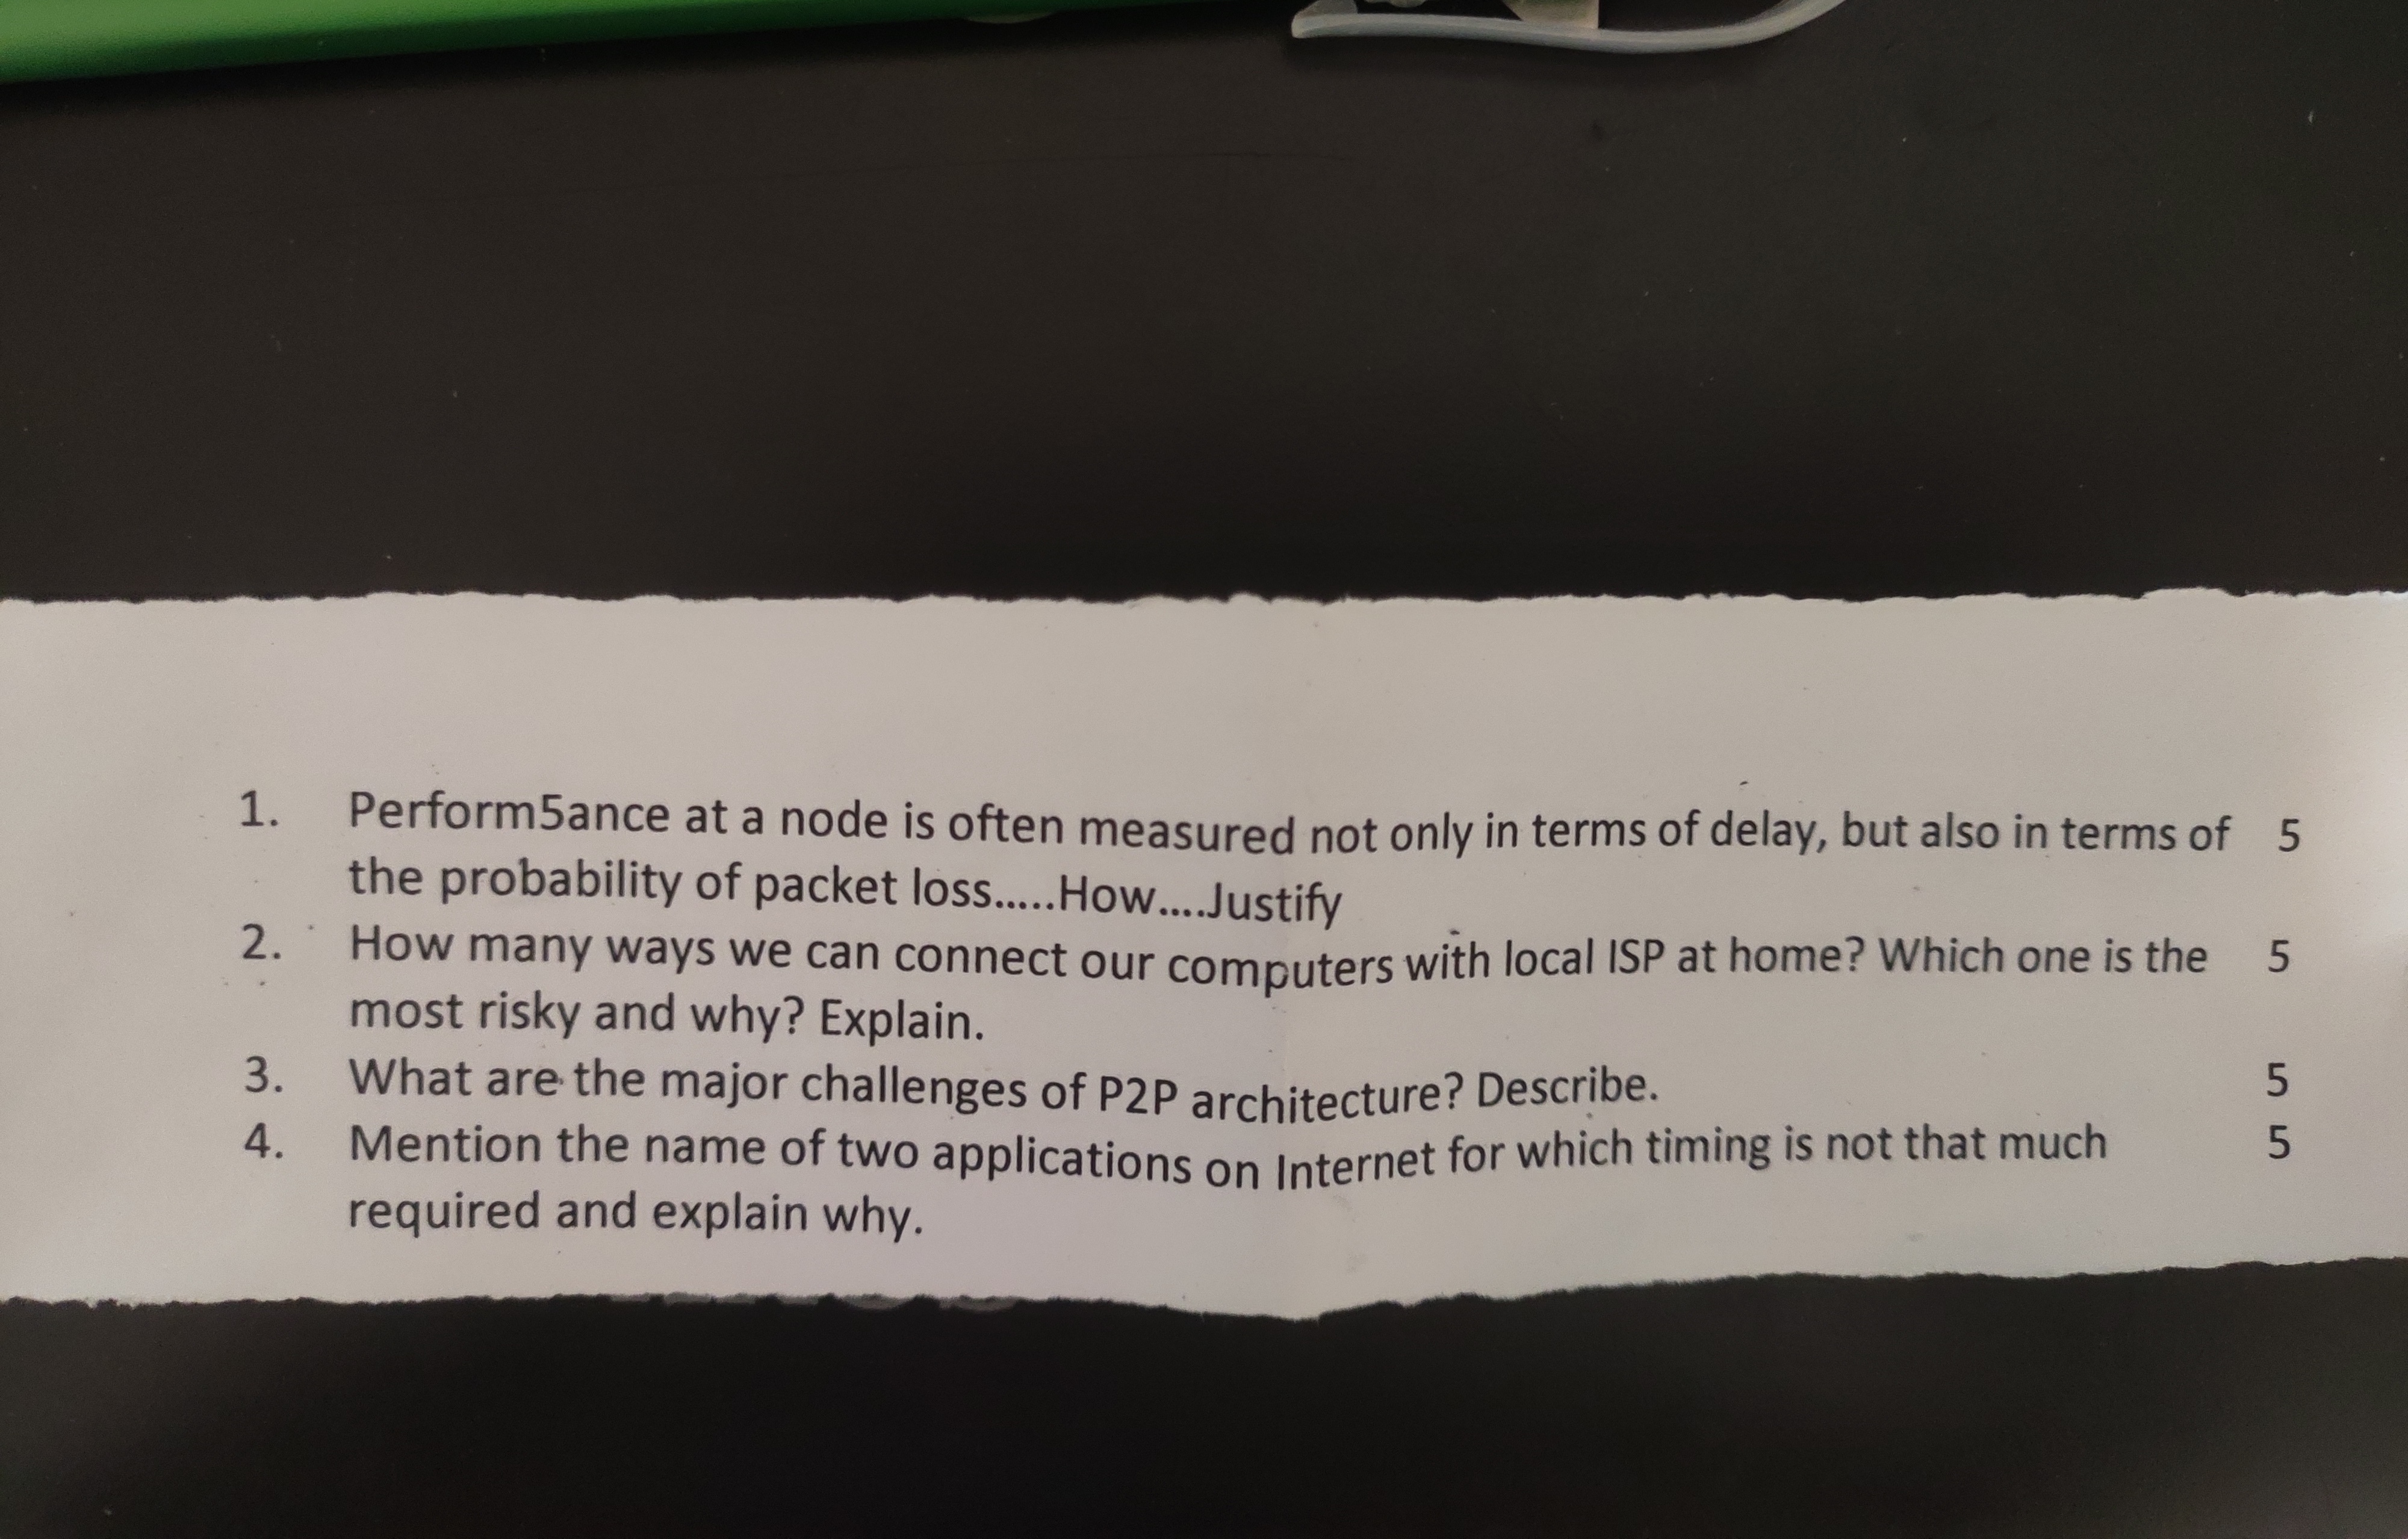 1. Perform5ance at a node is often measured not only in terms of delay, but also in terms of 5
the probability of packet loss.....How....Justify
2. How many ways we can connect our computers with local ISP at home? Which one is the 5
most risky and why? Explain.
3. What are the major challenges of P2P architecture? Describe. 5
4. Mention the name of two applications on Internet for which timing is not that much 5
required and explain why.